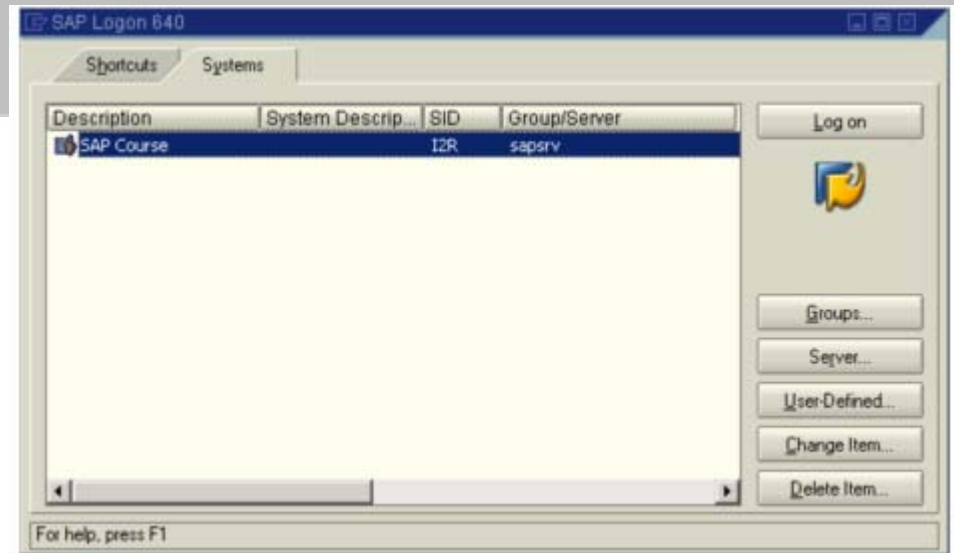 SAP Logon 640
Shortcuts Systems
Description System Descrip... SID Group/Server
SAP Course I2R sapsrv
Log on
Groups...
Server...
User-Defined...
Change Item...
Delete Item...
For help, press F1